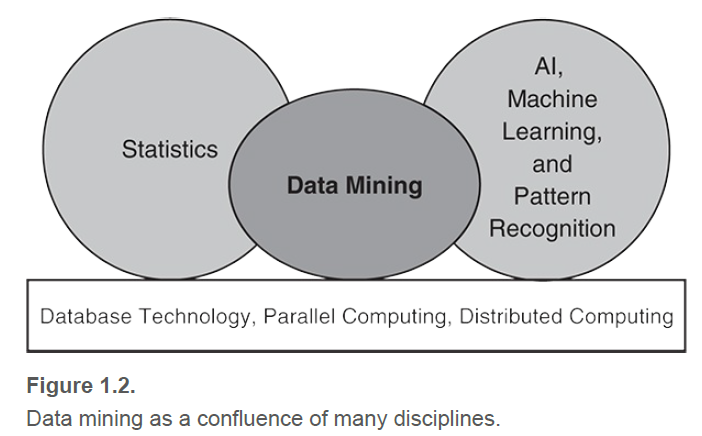 Statistics
Data Mining
AI,
Machine
Learning,
and
Pattern
Recognition
Database Technology, Parallel Computing, Distributed Computing
Figure 1.2.
Data mining as a confluence of many disciplines.